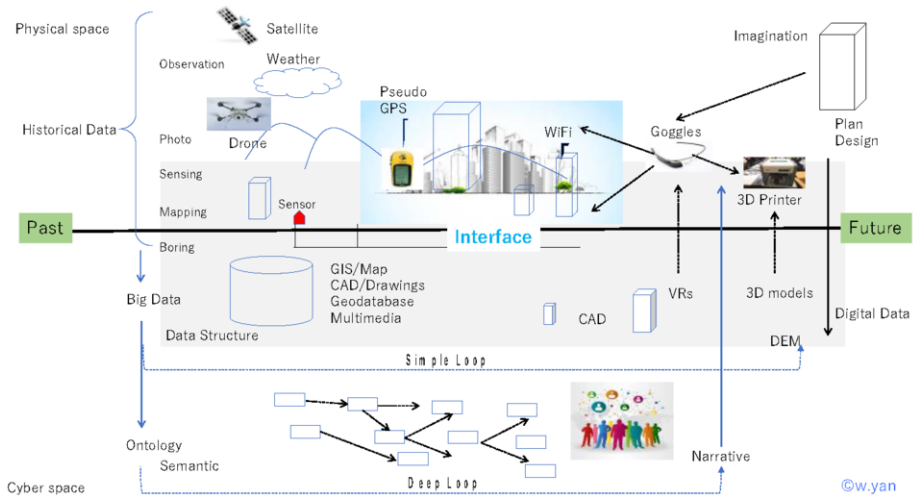 Physical space
Satellite
Imagination
Observation
Weather
Historical Data
Pseudo
GPS
WiFi
Goggles
Plan
Design
Photo
Drone
Sensing
3D Printer
Mapping
Sensor
Past
Interface
Future
Boring
GIS/Map
CAD/Drawings
Geodatabase
Multimedia
Big Data
VRs
3D models
CAD
Digital Data
Data Structure
DEM
Simple Loop
Ontology
Semantic
Narrative
Deep Loop
Cyber space
©w.yan